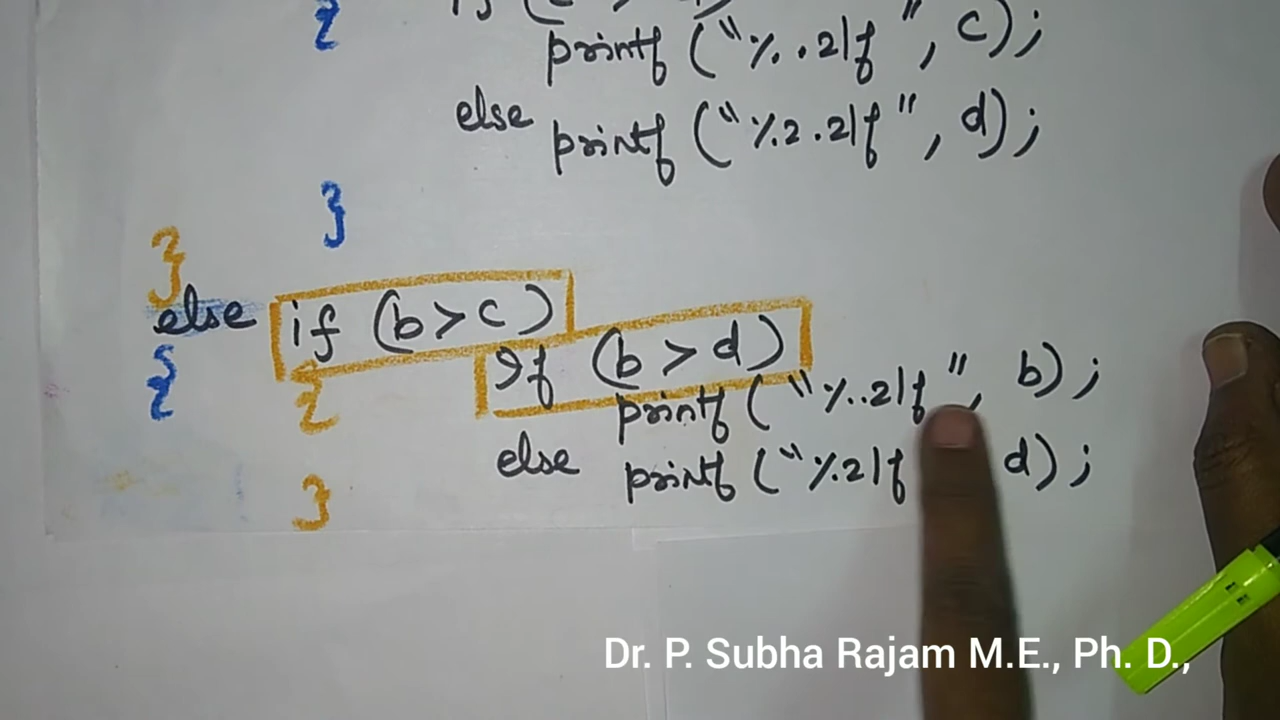 { printf ("%.2lf", c);
else printf ("%2.2lf", d);
}
}
else if (b > c)
{ { If (b > d)
printf ("%.2lf", b);
else printf ("%2lf d);
}
Dr. P. Subha Rajam M.E., Ph. D.,